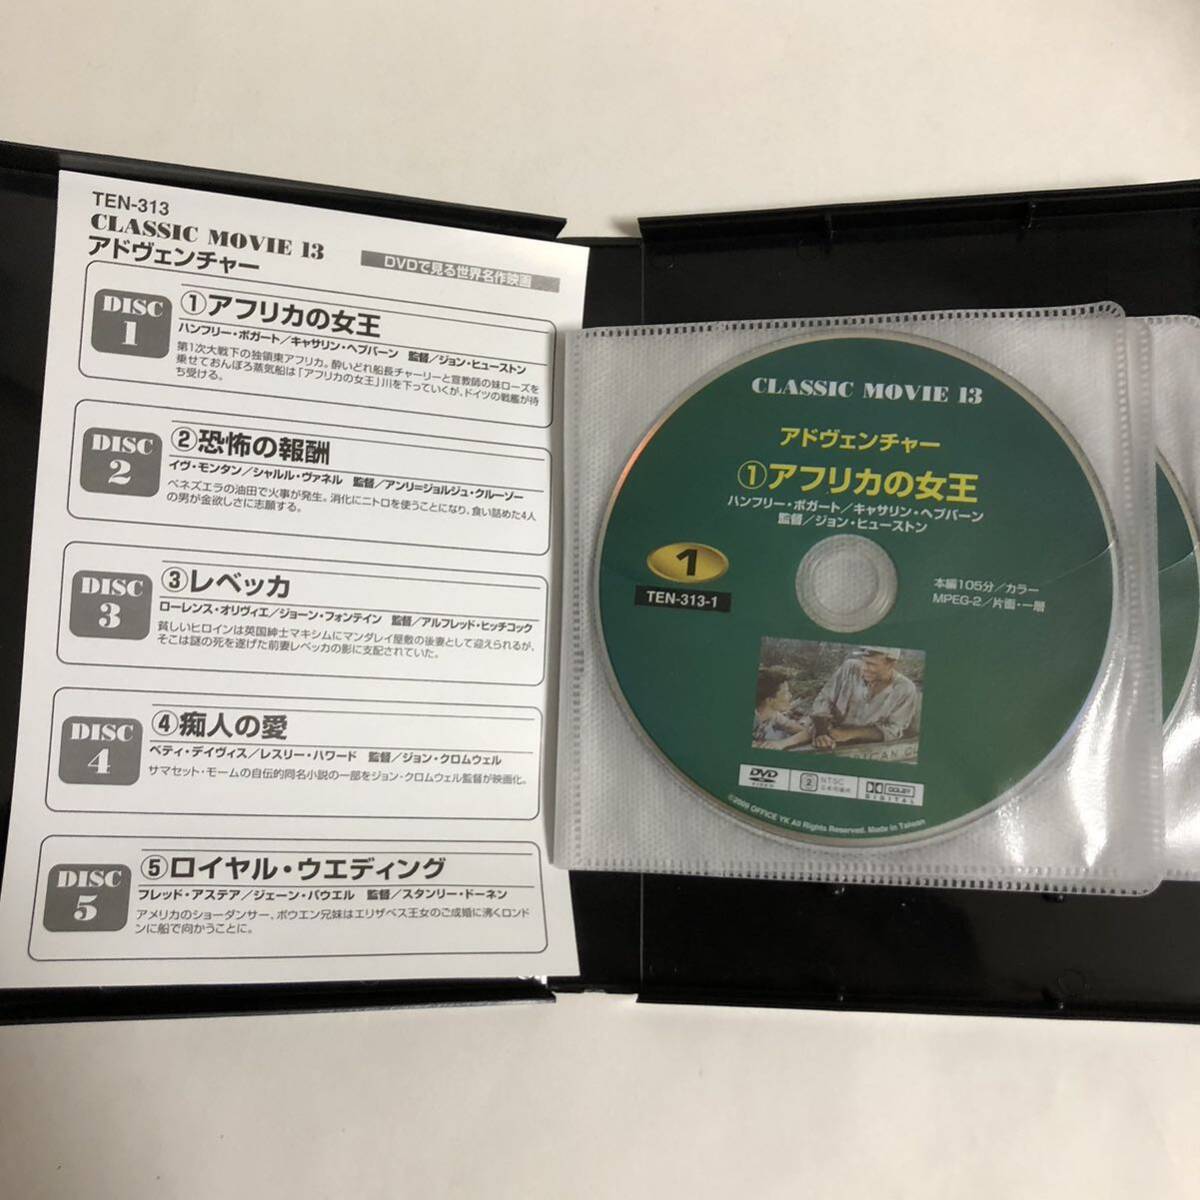 TEN-313
CLASSIC MOVIE 13
アドヴェンチャー
DVDで見る世界名作映画
DISC 1
①アフリカの女王
ハンフリー・ボガート／キャサリン・ヘプバーン 監督／ジョン・ヒューストン
第1次大戦下の独領東アフリカ。酔いどれ船長チャーリーと宣教師の妹ローズを
乗せておんぼろ蒸気船は「アフリカの女王」川を下っていくが、ドイツの戦艦が待
ち受ける。
DISC 2
②恐怖の報酬
イヴ・モンタン／シャルル・ヴァネル 監督／アンリ＝ジョルジュ・クルーゾー
ベネズエラの油田で火事が発生。消化にニトロを使うことになり、食い詰めた4人
の男が金欲しさに志願する。
DISC 3
③レベッカ
ローレンス・オリヴィエ／ジョーン・フォンテイン 監督／アルフレッド・ヒッチコック
貧しいヒロインは英国紳士マキシムにマンダレイ屋敷の後妻として迎えられるが、
そこは謎の死を遂げた前妻レベッカの影に支配されていた。
DISC 4
④痴人の愛
ベティ・デイヴィス／レスリー・ハワード 監督／ジョン・クロムウェル
サマセット・モームの自伝的同名小説の一部をジョン・クロムウェル監督が映画化。
DISC 5
⑤ロイヤル・ウエディング
フレッド・アステア／ジェーン・パウエル 監督／スタンリー・ドーネン
アメリカのショーダンサー、ボウエン兄妹はエリザベス王女のご成婚に沸くロンド
ンに船で向かうことに。
CLASSIC MOVIE 13
アドヴェンチャー
①アフリカの女王
ハンフリー・ボガート／キャサリン・ヘプバーン
監督／ジョン・ヒューストン
1
TEN-313-1
本編105分／カラー
MPEG-2／片面・一層
DVD VIDEO
2 NTSC 日本市場向
DOLBY DIGITAL
©2009 OFFICE YK All Rights Reserved. Made in Taiwan